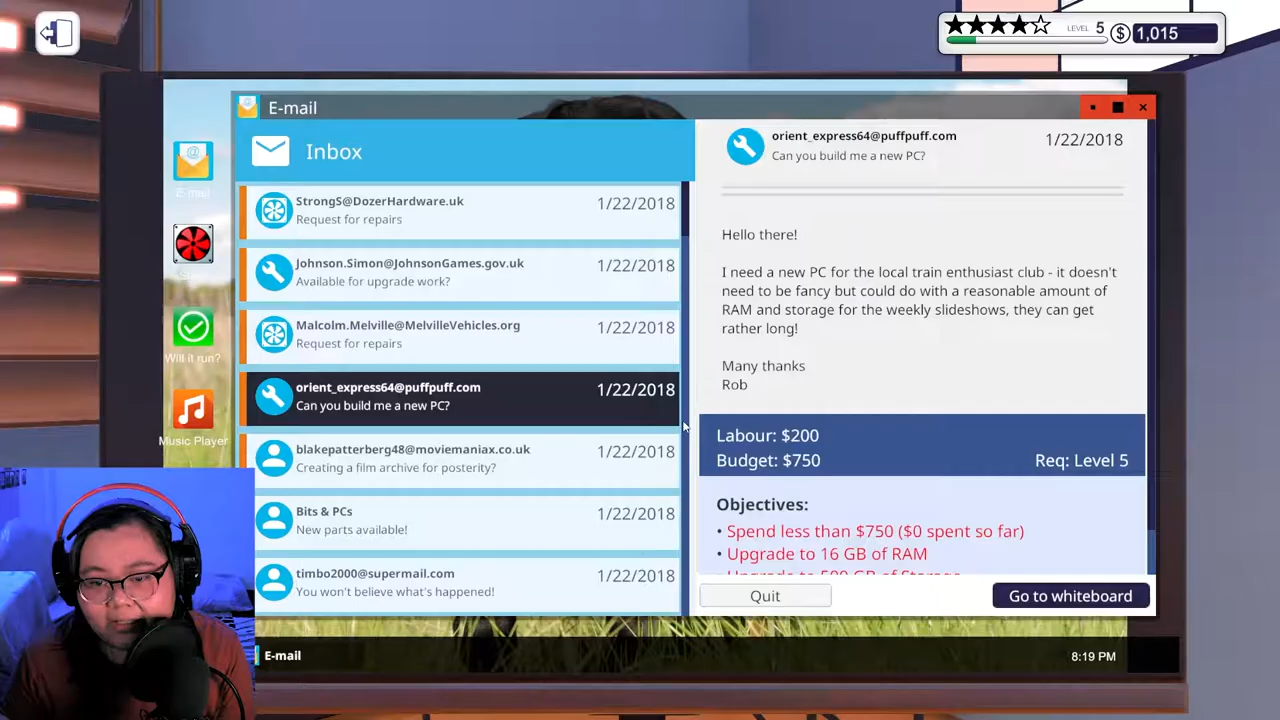 LEVEL 5
$ 1,015
E-mail
Inbox
StrongS@DozerHardware.uk
1/22/2018
Request for repairs
Johnson.Simon@JohnsonGames.gov.uk
1/22/2018
Available for upgrade work?
Malcolm.Melville@MelvilleVehicles.org
1/22/2018
Request for repairs
orient_express64@puffpuff.com
1/22/2018
Can you build me a new PC?
blakepatterberg48@moviemaniax.co.uk
1/22/2018
Creating a film archive for posterity?
Bits & PCs
1/22/2018
New parts available!
timbo2000@supermail.com
1/22/2018
You won't believe what's happened!
orient_express64@puffpuff.com
1/22/2018
Can you build me a new PC?
Hello there!
I need a new PC for the local train enthusiast club - it doesn't
need to be fancy but could do with a reasonable amount of
RAM and storage for the weekly slideshows, they can get
rather long!
Many thanks
Rob
Labour: $200
Budget: $750
Req: Level 5
Objectives:
• Spend less than $750 ($0 spent so far)
• Upgrade to 16 GB of RAM
• Upgrade to 500 GB of Storage
Quit
Go to whiteboard
E-mail
Will it run?
Music Player
E-mail
8:19 PM